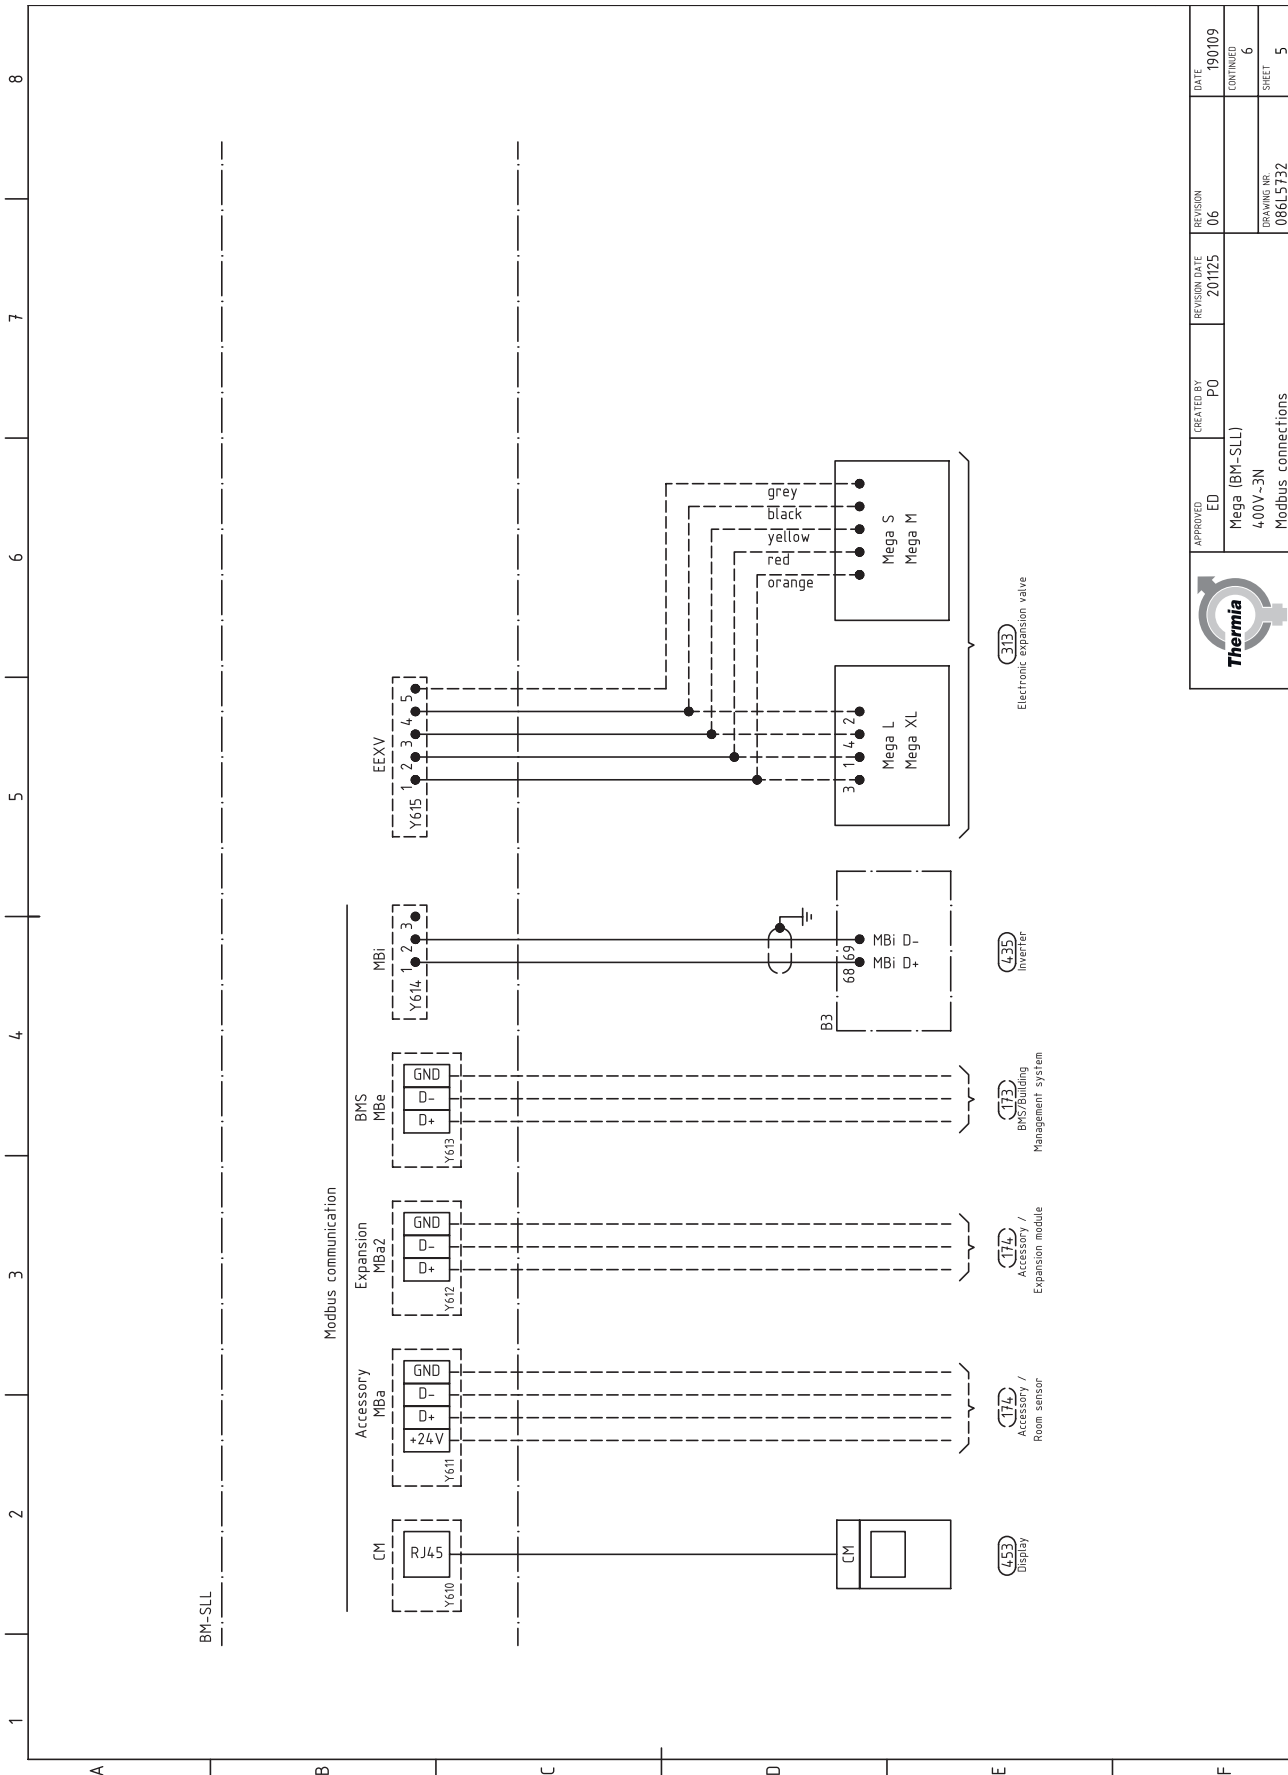 1
2
3
4
5
6
7
8
A
B
C
D
E
F
BM-SLL
Modbus communication
CM
RJ45
Y610
Accessory
MBa
+24V
D+
D-
GND
Y611
Expansion
MBa2
D+
D-
GND
Y612
BMS
MBe
D+
D-
GND
Y613
MBi
1 2 3
Y614
EEXV
1 2 3 4 5
Y615
grey
black
yellow
red
orange
CM
B3
68 69
MBi D-
MBi D+
3 1 4 2
Mega L
Mega XL
Mega S
Mega M
453
Display
174
Accessory /
Room sensor
174
Accessory /
Expansion module
173
BMS/Building
Management system
435
Inverter
313
Electronic expansion valve
Thermia
APPROVED
ED
CREATED BY
PO
REVISION DATE
201125
REVISION
06
DATE
190109
Mega (BM-SLL)
400V~3N
Modbus connections
CONTINUED
6
DRAWING NR.
086L5732
SHEET
5